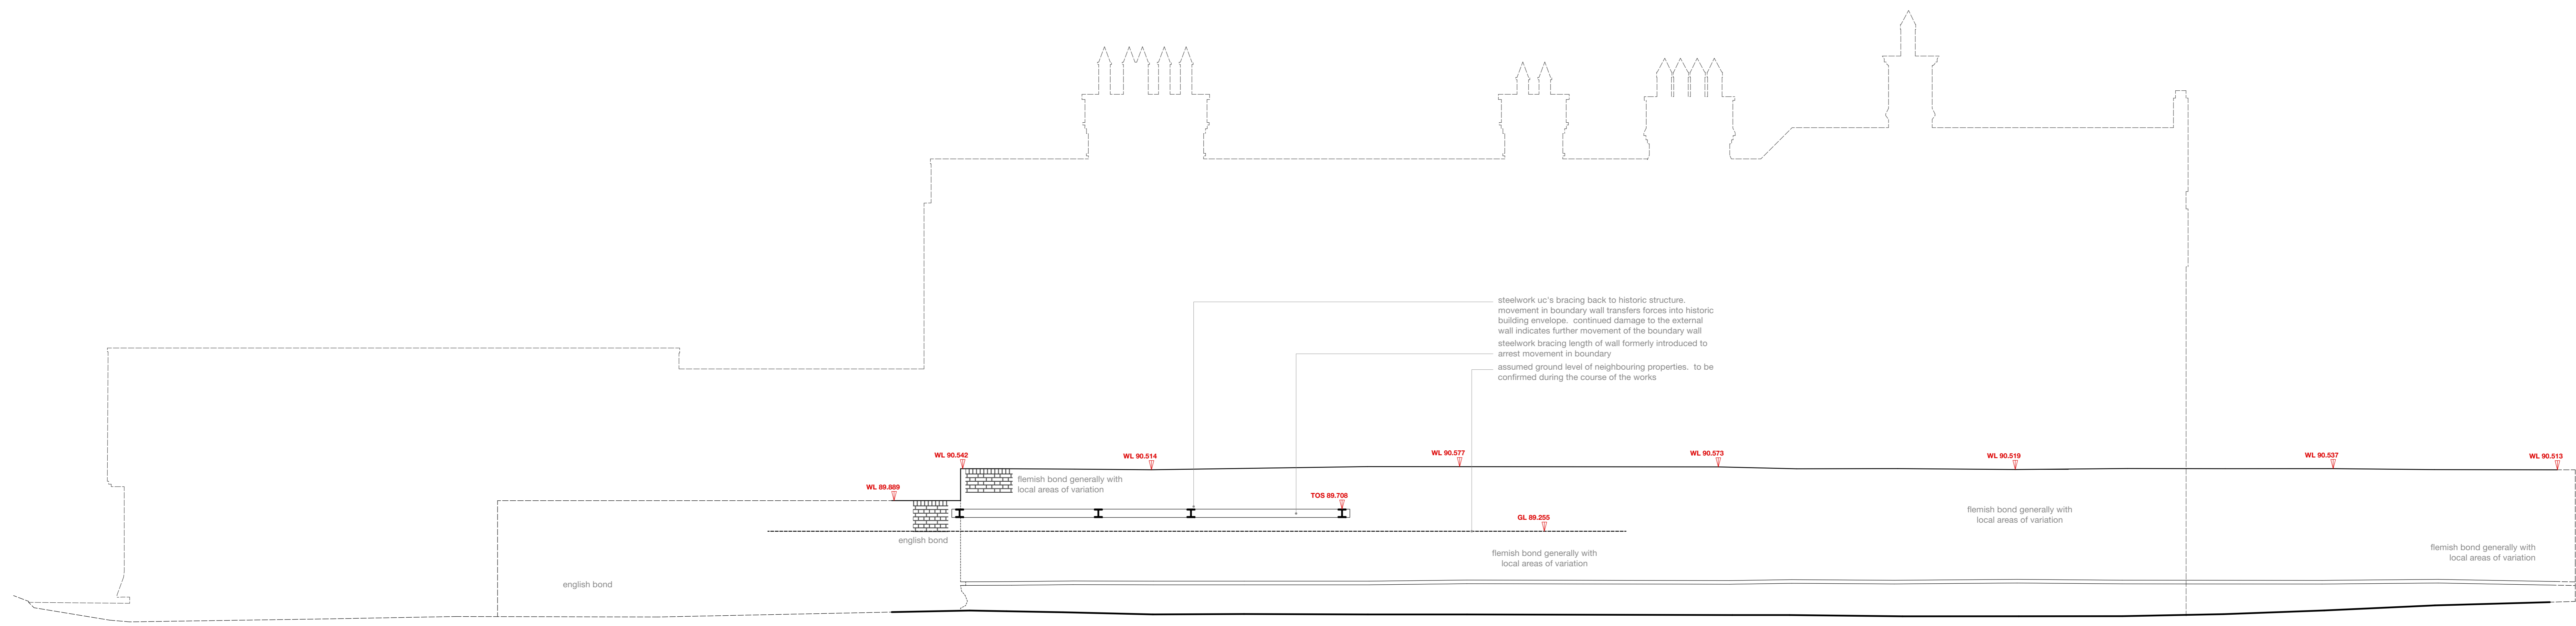 steelwork uc's bracing back to historic structure.
movement in boundary wall transfers forces into historic
building envelope.  continued damage to the external
wall indicates further movement of the boundary wall
steelwork bracing length of wall formerly introduced to
arrest movement in boundary
assumed ground level of neighbouring properties.  to be
confirmed during the course of the works
WL 90.542
WL 90.514
WL 90.577
WL 90.573
WL 90.519
WL 90.537
WL 90.513
WL 89.889
flemish bond generally with
local areas of variation
TOS 89.708
GL 89.255
flemish bond generally with
local areas of variation
english bond
flemish bond generally with
local areas of variation
flemish bond generally with
local areas of variation
english bond